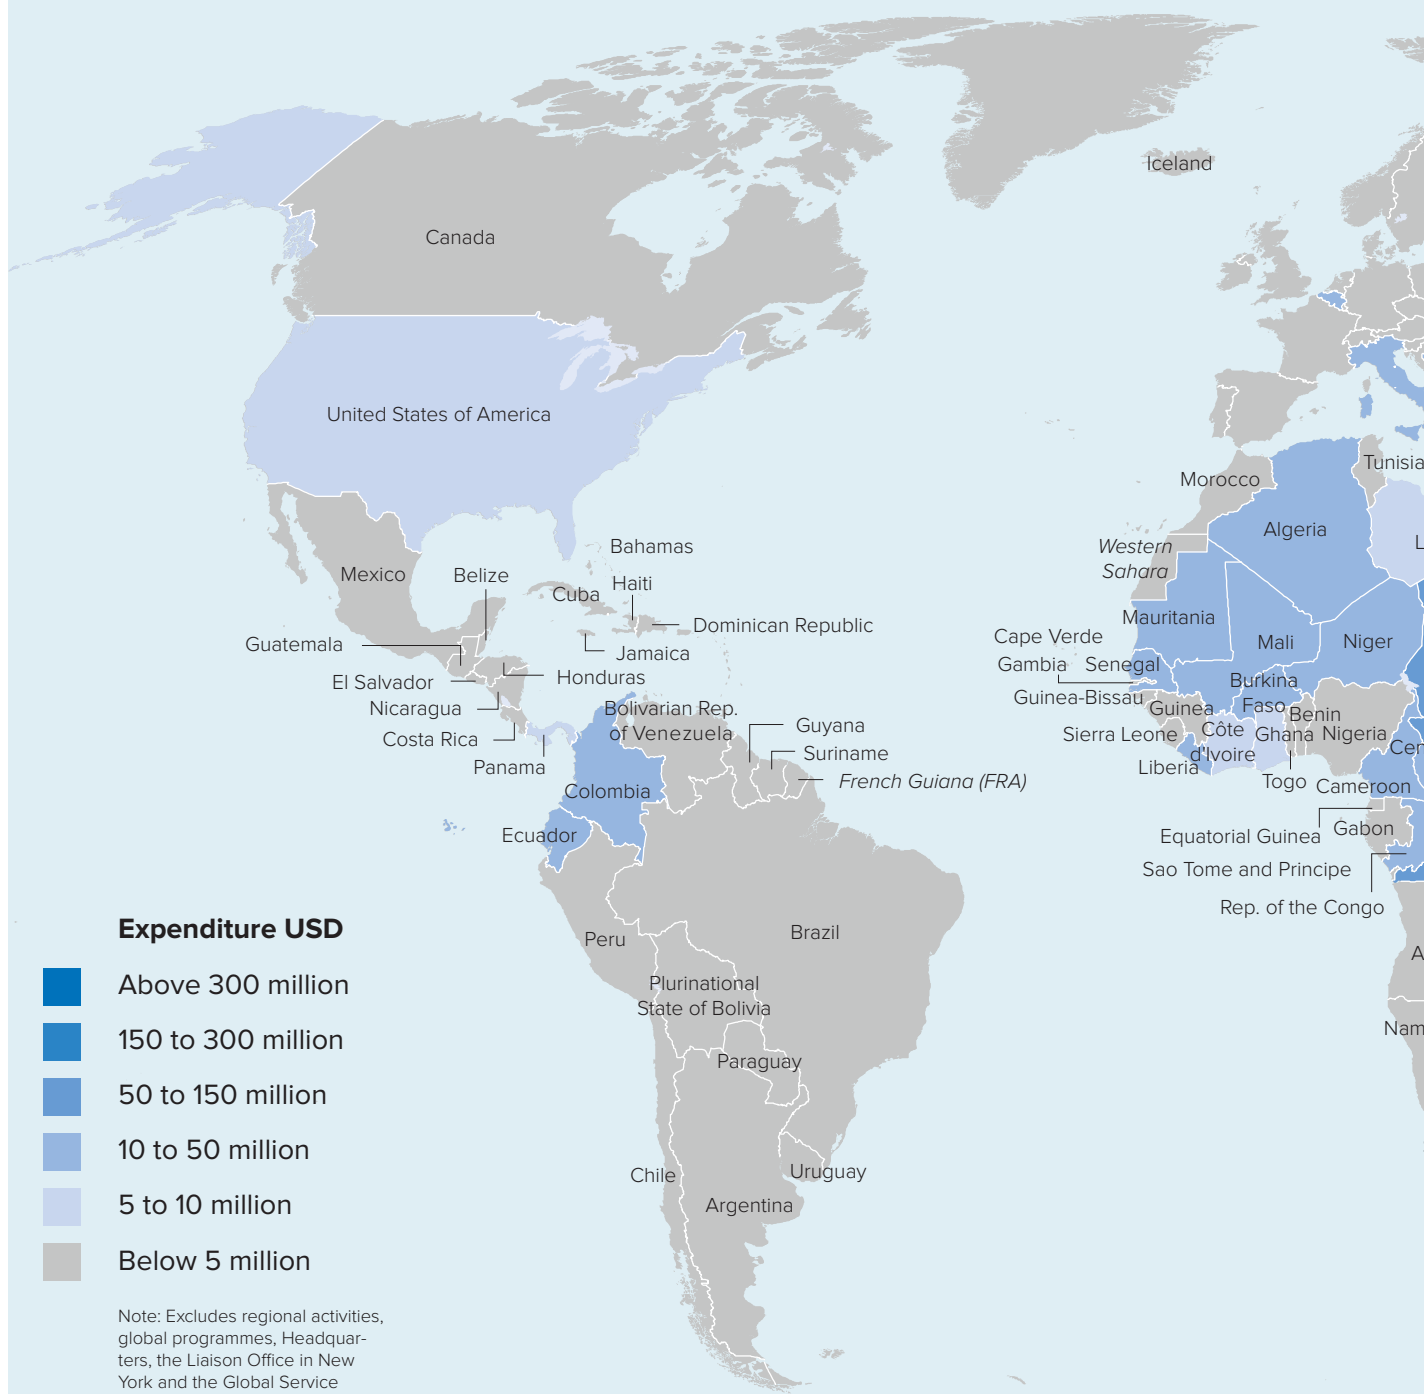 Iceland
Canada
United States of America
Tunisia
Morocco
Algeria
L
Western
Sahara
Bahamas
Mexico
Belize
Cuba
Haiti
Mauritania
Dominican Republic
Cape Verde
Mali
Niger
Guatemala
Jamaica
Gambia
Senegal
El Salvador
Honduras
Burkina
Faso
Guinea-Bissau
Nicaragua
Bolivarian Rep.
of Venezuela
Guinea
Benin
Guyana
Costa Rica
Sierra Leone
Côte
d'Ivoire
Ghana
Nigeria
Cen
Suriname
Panama
Liberia
French Guiana (FRA)
Togo
Cameroon
Colombia
Ecuador
Equatorial Guinea
Gabon
Sao Tome and Principe
Rep. of the Congo
Peru
Brazil
A
Plurinational
State of Bolivia
Nam
Paraguay
Chile
Uruguay
Argentina
Expenditure USD
Above 300 million
150 to 300 million
50 to 150 million
10 to 50 million
5 to 10 million
Below 5 million
Note: Excludes regional activities,
global programmes, Headquar-
ters, the Liaison Office in New
York and the Global Service